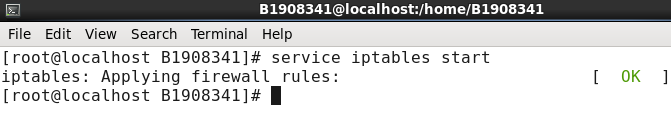 B1908341@localhost:/home/B1908341
File Edit View Search Terminal Help
[root@localhost B1908341]# service iptables start
iptables: Applying firewall rules: [ OK ]
[root@localhost B1908341]#